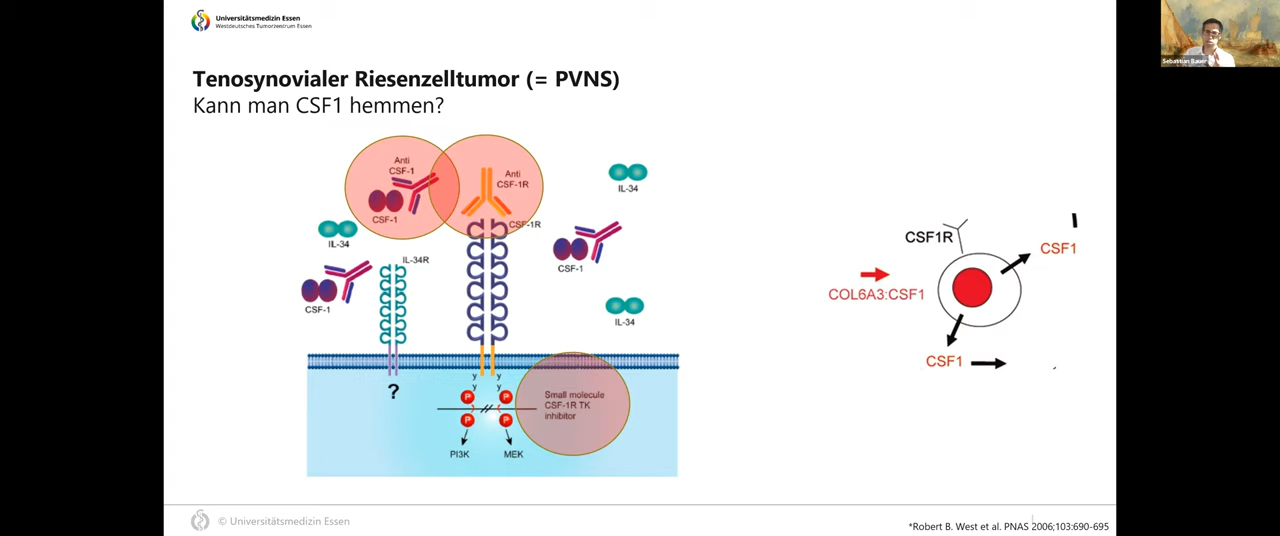 Universitätsmedizin Essen
Westdeutsches Tumorzentrum Essen
Sebastian Bauer
Tenosynovialer Riesenzelltumor (= PVNS)
Kann man CSF1 hemmen?
Anti
CSF-1
CSF-1
Anti
CSF-1R
CSF-1R
IL-34
IL-34
IL-34R
CSF-1
CSF-1
IL-34
?
y
y
y
y
P
P
P
P
Small molecule
CSF-1R TK
inhibitor
PI3K
MEK
CSF1R
CSF1
COL6A3:CSF1
CSF1
© Universitätsmedizin Essen
*Robert B. West et al. PNAS 2006;103:690-695